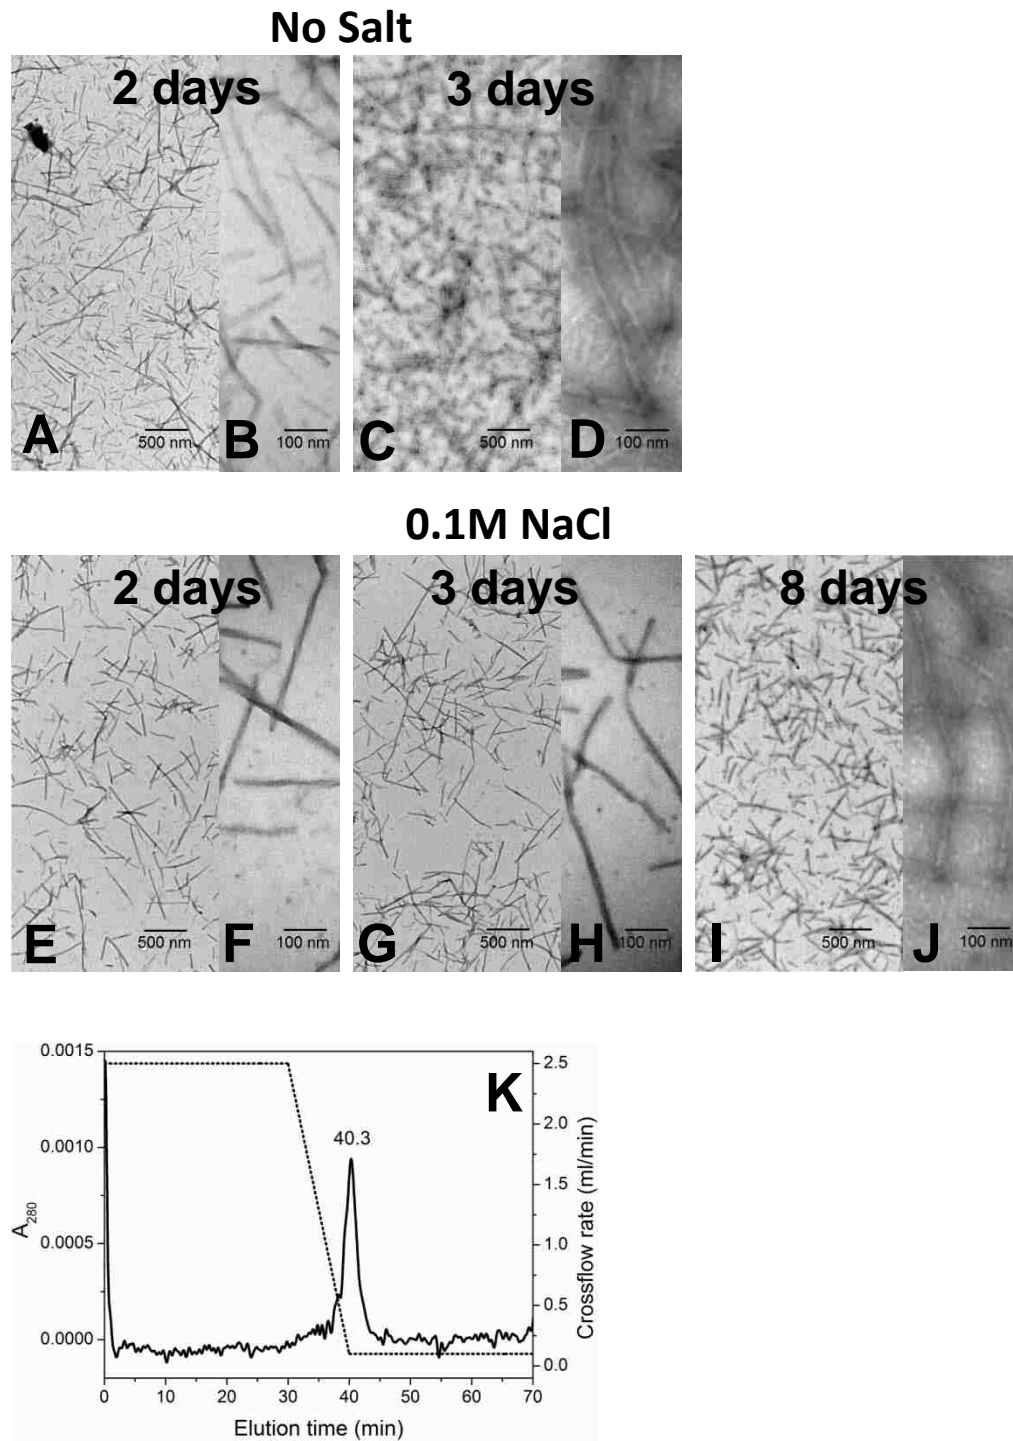 No Salt
2 days
3 days
A
500 nm
B
100 nm
C
500 nm
D
100 nm
0.1M NaCl
2 days
3 days
8 days
E
500 nm
F
100 nm
G
500 nm
H
100 nm
I
500 nm
J
100 nm
K
0.0015
0.0010
0.0005
0.0000
A280
40.3
2.5
2.0
1.5
1.0
0.5
0.0
Crossflow rate (ml/min)
0 10 20 30 40 50 60 70
Elution time (min)